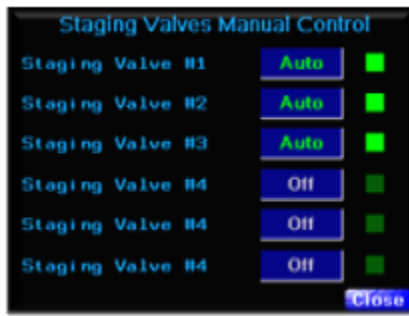 Staging Valves Manual Control
Staging Valve #1 Auto
Staging Valve #2 Auto
Staging Valve #3 Auto
Staging Valve #4 Off
Staging Valve #4 Off
Staging Valve #4 Off
Close